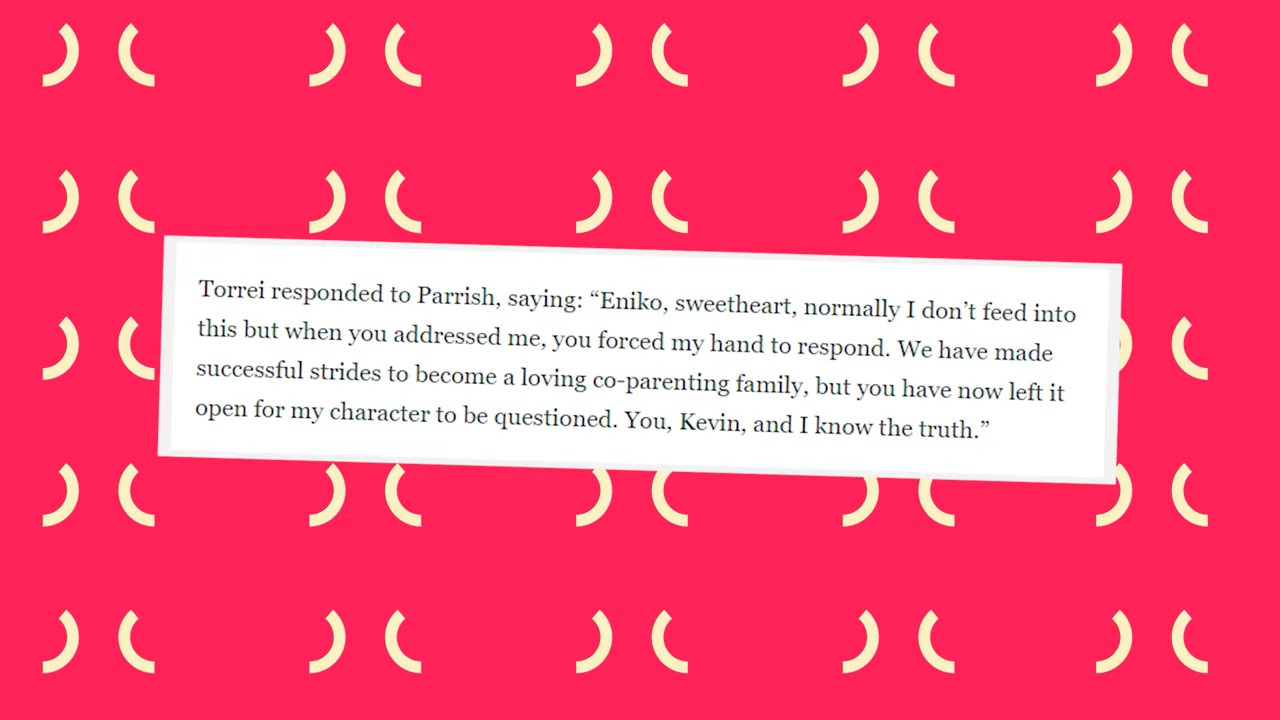 Torrei responded to Parrish, saying: “Eniko, sweetheart, normally I don’t feed into
this but when you addressed me, you forced my hand to respond. We have made
successful strides to become a loving co-parenting family, but you have now left it
open for my character to be questioned. You, Kevin, and I know the truth.”